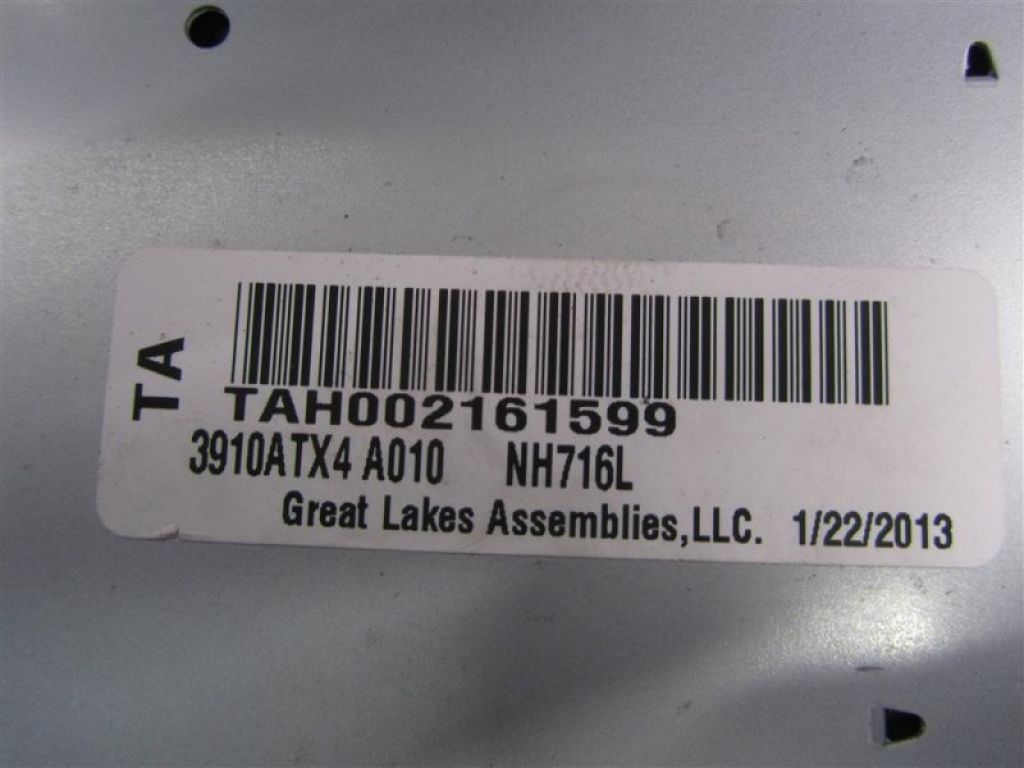 TA
TAH002161599
3910ATX4 A010 NH716L
Great Lakes Assemblies,LLC. 1/22/2013